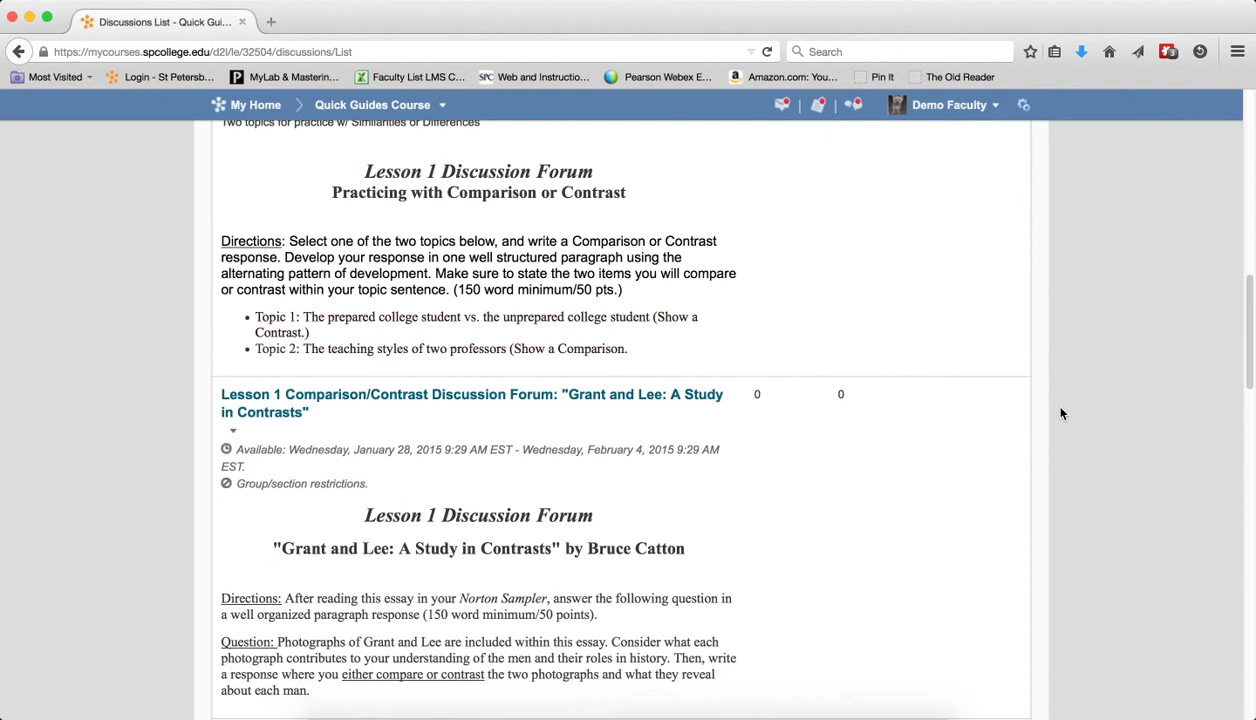 Discussions List - Quick Gui...
https://mycourses.spcollege.edu/d2l/le/32504/discussions/List
Search
3
Most Visited
Login - St Petersb...
MyLab & Mastering...
Faculty List LMS C...
SPC Web and Instructio...
Pearson Webex E...
Amazon.com: You...
Pin It
The Old Reader
My Home
Quick Guides Course
Demo Faculty
Two topics for practice w/ Similarities or Differences
Lesson 1 Discussion Forum
Practicing with Comparison or Contrast
Directions: Select one of the two topics below, and write a Comparison or Contrast
response. Develop your response in one well structured paragraph using the
alternating pattern of development. Make sure to state the two items you will compare
or contrast within your topic sentence. (150 word minimum/50 pts.)
• Topic 1: The prepared college student vs. the unprepared college student (Show a
Contrast.)
• Topic 2: The teaching styles of two professors (Show a Comparison.
Lesson 1 Comparison/Contrast Discussion Forum: "Grant and Lee: A Study
in Contrasts"
0
0
Available: Wednesday, January 28, 2015 9:29 AM EST - Wednesday, February 4, 2015 9:29 AM
EST.
Group/section restrictions.
Lesson 1 Discussion Forum
"Grant and Lee: A Study in Contrasts" by Bruce Catton
Directions: After reading this essay in your Norton Sampler, answer the following question in
a well organized paragraph response (150 word minimum/50 points).
Question: Photographs of Grant and Lee are included within this essay. Consider what each
photograph contributes to your understanding of the men and their roles in history. Then, write
a response where you either compare or contrast the two photographs and what they reveal
about each man.